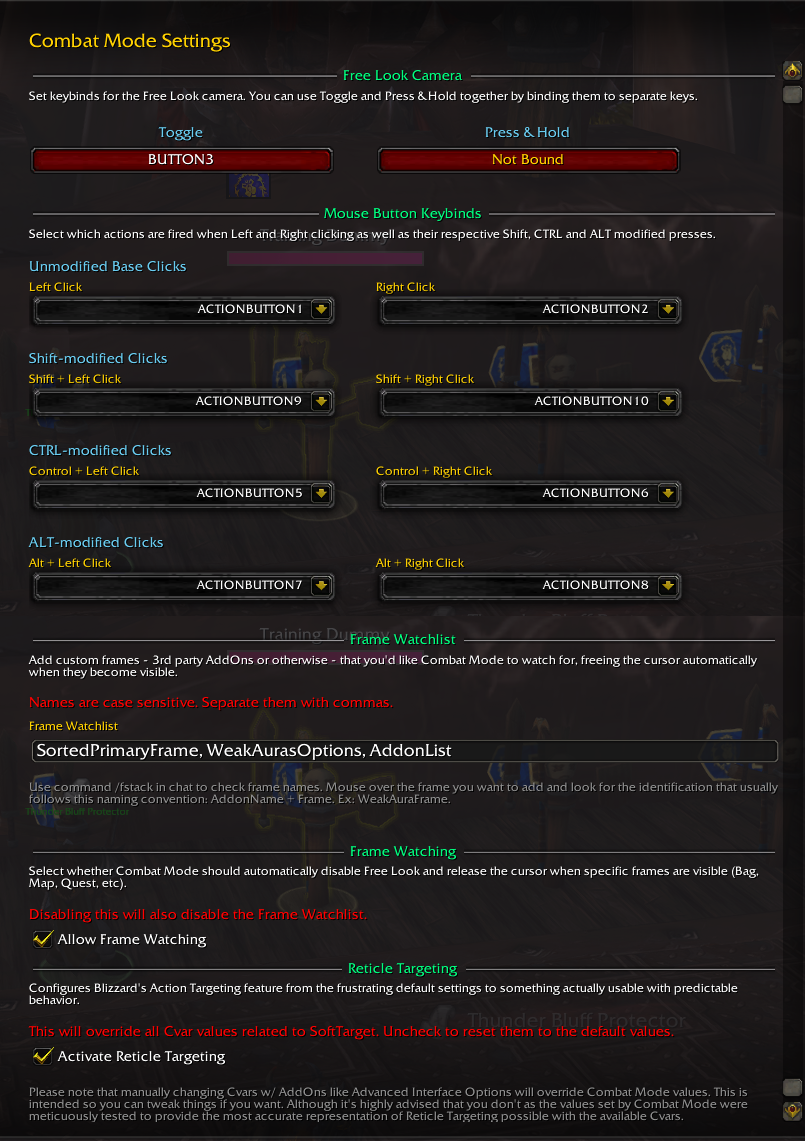 Combat Mode Settings
Free Look Camera
Set keybinds for the Free Look camera. You can use Toggle and Press & Hold together by binding them to separate keys.
Toggle
Press & Hold
BUTTON3
Not Bound
Mouse Button Keybinds
Training Dummy
Select which actions are fired when Left and Right clicking as well as their respective Shift, CTRL and ALT modified presses.
Unmodified Base Clicks
Left Click
Right Click
ACTIONBUTTON1
ACTIONBUTTON2
Shift-modified Clicks
Shift + Left Click
Shift + Right Click
ACTIONBUTTON9
ACTIONBUTTON10
CTRL-modified Clicks
Control + Left Click
Control + Right Click
ACTIONBUTTON5
ACTIONBUTTON6
ALT-modified Clicks
Alt + Left Click
Alt + Right Click
ACTIONBUTTON7
ACTIONBUTTON8
Training Dummy
Frame Watchlist
Add custom frames - 3rd party AddOns or otherwise - that you'd like Combat Mode to watch for, freeing the cursor automatically
when they become visible.
Names are case sensitive. Separate them with commas.
Frame Watchlist
SortedPrimaryFrame, WeakAurasOptions, AddonList
Use command /fstack in chat to check frame names. Mouse over the frame you want to add and look for the identification that usually
follows this naming convention: AddonName + Frame. Ex: WeakAuraFrame.
Thunder Bluff Protector
Frame Watching
Select whether Combat Mode should automatically disable Free Look and release the cursor when specific frames are visible (Bag,
Map, Quest, etc).
Disabling this will also disable the Frame Watchlist.
Allow Frame Watching
Reticle Targeting
Configures Blizzard's Action Targeting feature from the frustrating default settings to something actually usable with predictable
behavior.
Thunder Bluff Protector
This will override all Cvar values related to SoftTarget. Uncheck to reset them to the default values.
Activate Reticle Targeting
Please note that manually changing Cvars w/ AddOns like Advanced Interface Options will override Combat Mode values. This is
intended so you can tweak things if you want. Although it's highly advised that you don't as the values set by Combat Mode were
meticuously tested to provide the most accurate representation of Reticle Targeting possible with the available Cvars.